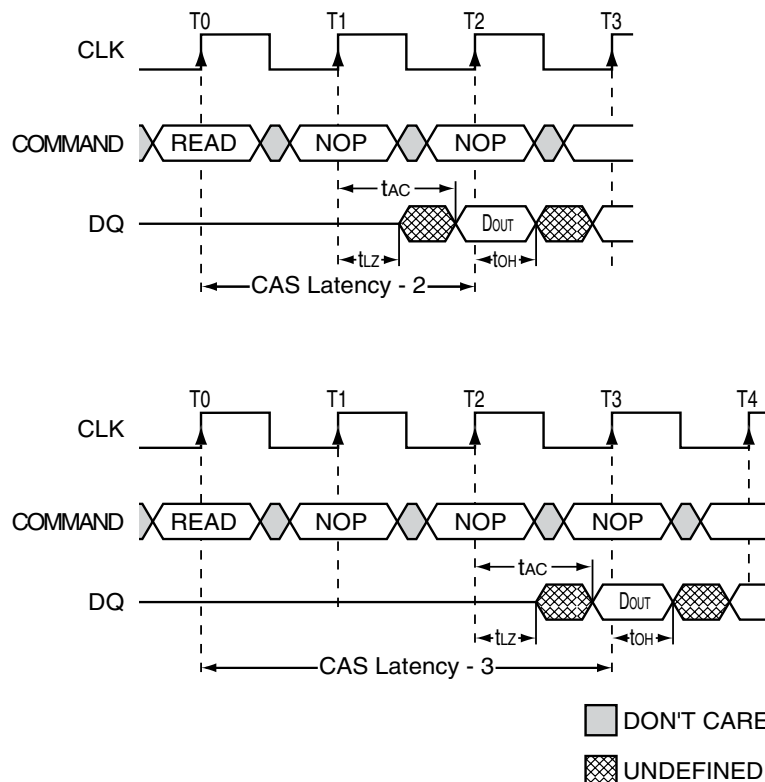 T0 T1 T2 T3
CLK
COMMAND READ NOP NOP
tAC
DQ DOUT
tLZ tOH
CAS Latency - 2
T0 T1 T2 T3 T4
CLK
COMMAND READ NOP NOP NOP
tAC
DQ DOUT
tLZ tOH
CAS Latency - 3
DON'T CARE
UNDEFINED